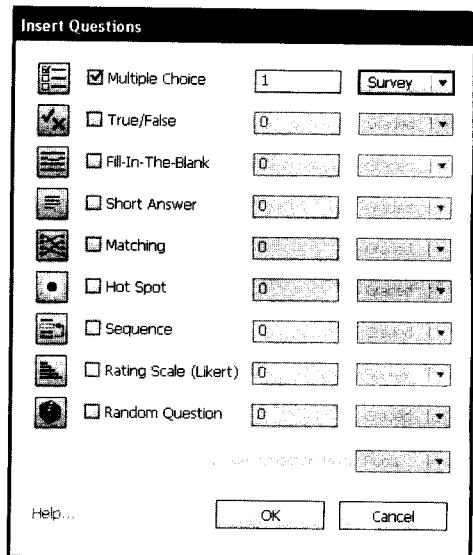 Insert Questions
Multiple Choice 1 Survey
True/False 0
Fill-In-The-Blank 0
Short Answer 0
Matching 0
Hot Spot 0
Sequence 0
Rating Scale (Likert) 0
Random Question 0
Help... OK Cancel